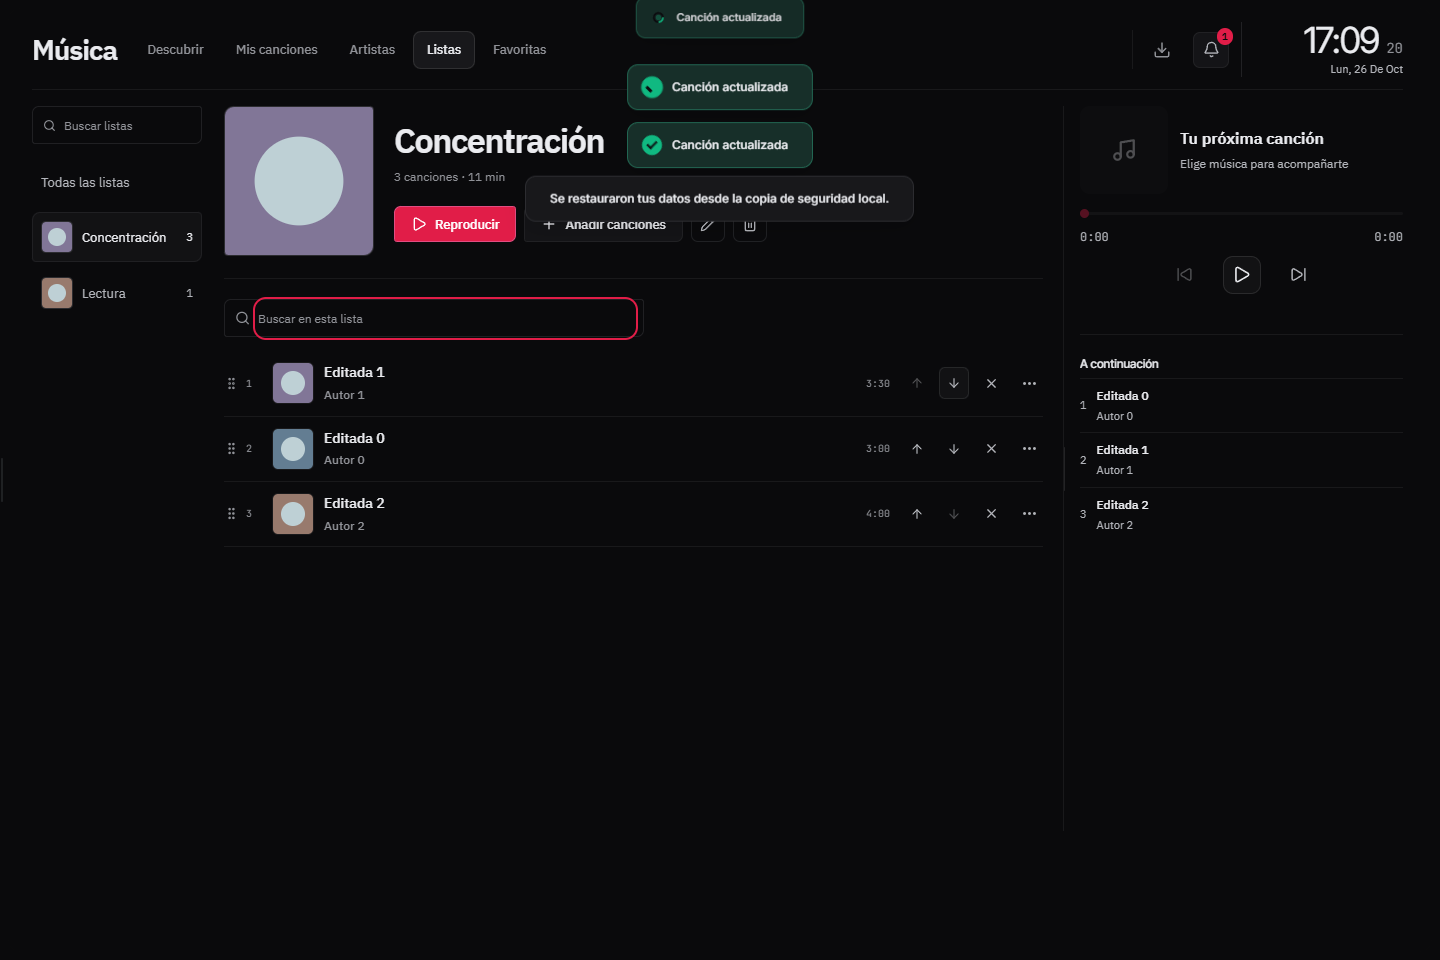 Música
Descubrir
Mis canciones
Artistas
Listas
Favoritas
Canción actualizada
Canción actualizada
Canción actualizada
Se restauraron tus datos desde la copia de seguridad local.
1
17:09 20
Lun, 26 De Oct
Buscar listas
Todas las listas
Concentración 3
Lectura 1
Concentración
3 canciones · 11 min
Reproducir
Añadir canciones
Buscar en esta lista
1 Editada 1 3:30
Autor 1
2 Editada 0 3:00
Autor 0
3 Editada 2 4:00
Autor 2
Tu próxima canción
Elige música para acompañarte
0:00 0:00
A continuación
1 Editada 0
Autor 0
2 Editada 1
Autor 1
3 Editada 2
Autor 2